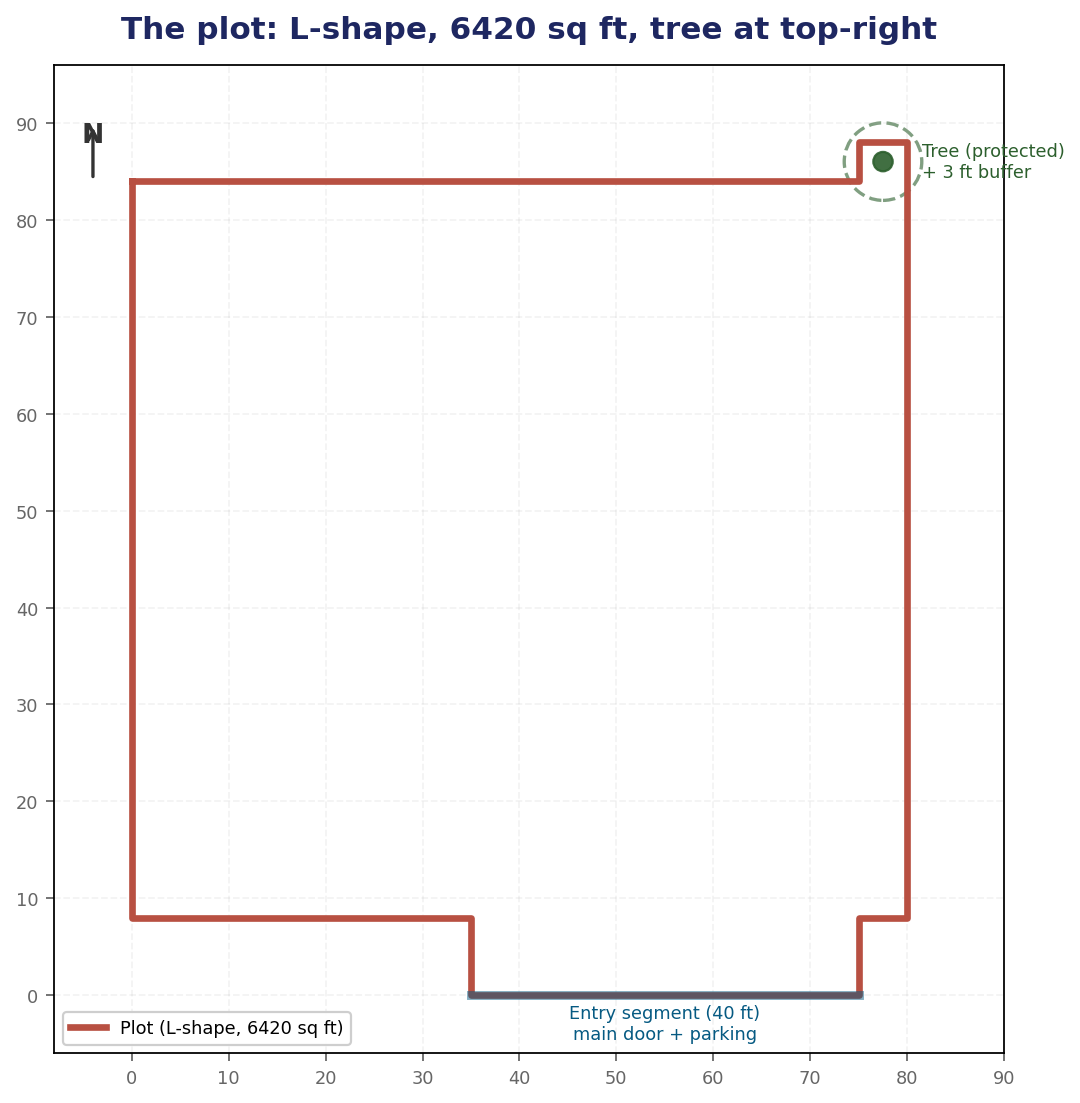 The plot: L-shape, 6420 sq ft, tree at top-right
90
80
70
60
50
40
30
20
10
0
N
Tree (protected)
+ 3 ft buffer
Entry segment (40 ft)
main door + parking
Plot (L-shape, 6420 sq ft)
0 10 20 30 40 50 60 70 80 90